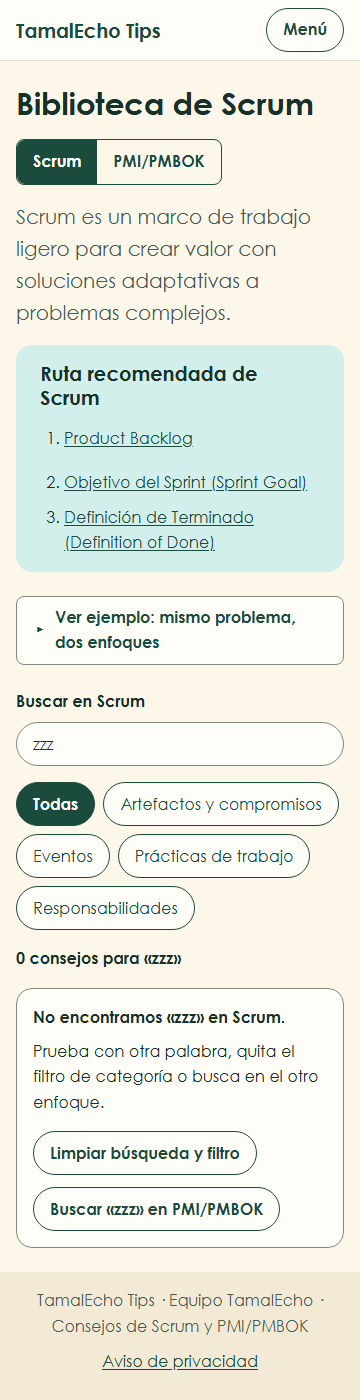 TamalEcho Tips
Menú
Biblioteca de Scrum
Scrum
PMI/PMBOK
Scrum es un marco de trabajo
ligero para crear valor con
soluciones adaptativas a
problemas complejos.
Ruta recomendada de
Scrum
1. Product Backlog
2. Objetivo del Sprint (Sprint Goal)
3. Definición de Terminado
(Definition of Done)
Ver ejemplo: mismo problema,
dos enfoques
Buscar en Scrum
zzz
Todas
Artefactos y compromisos
Eventos
Prácticas de trabajo
Responsabilidades
0 consejos para «zzz»
No encontramos «zzz» en Scrum.
Prueba con otra palabra, quita el
filtro de categoría o busca en el otro
enfoque.
Limpiar búsqueda y filtro
Buscar «zzz» en PMI/PMBOK
TamalEcho Tips · Equipo TamalEcho ·
Consejos de Scrum y PMI/PMBOK
Aviso de privacidad